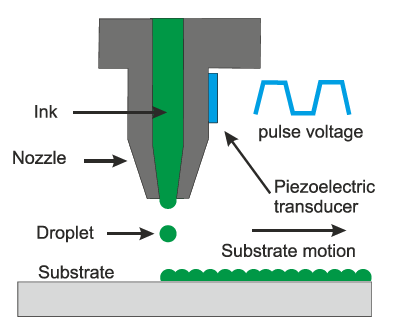 Ink
pulse voltage
Nozzle
Piezoelectric
transducer
Droplet
Substrate motion
Substrate